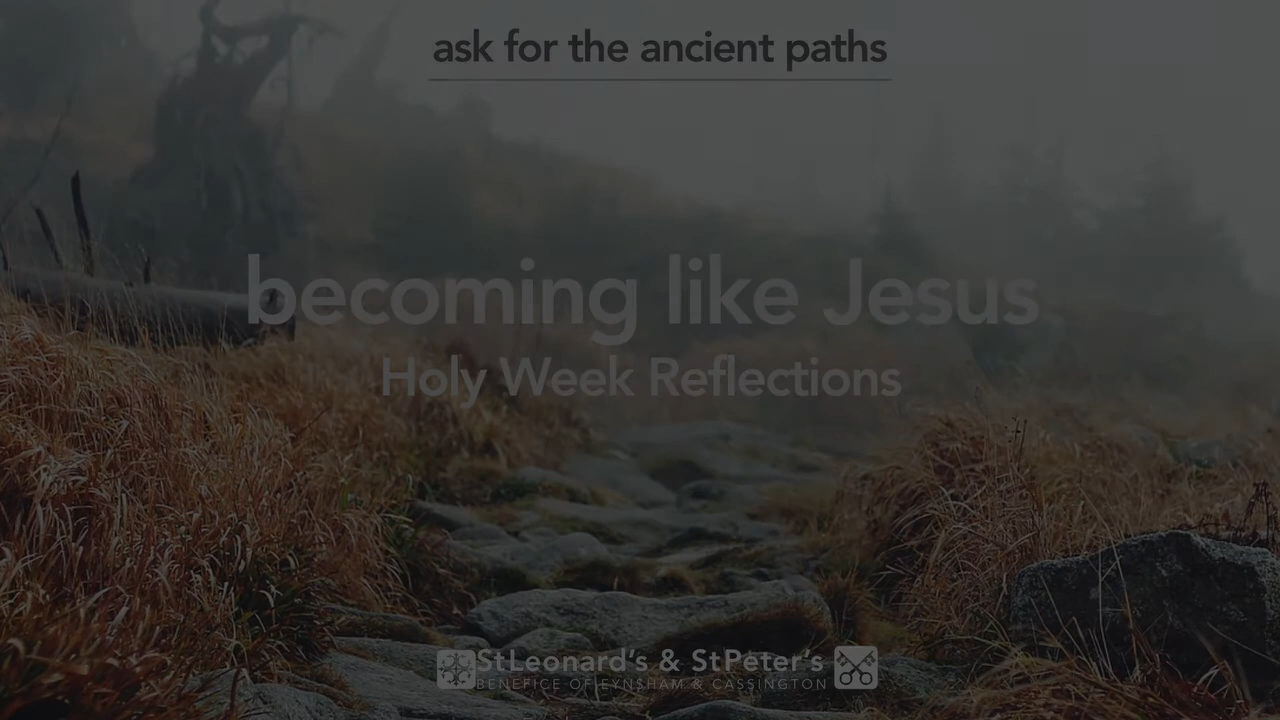 ask for the ancient paths
becoming like Jesus
Holy Week Reflections
StLeonard's & StPeter's
BENEFICE OF EYNSHAM & CASSINGTON